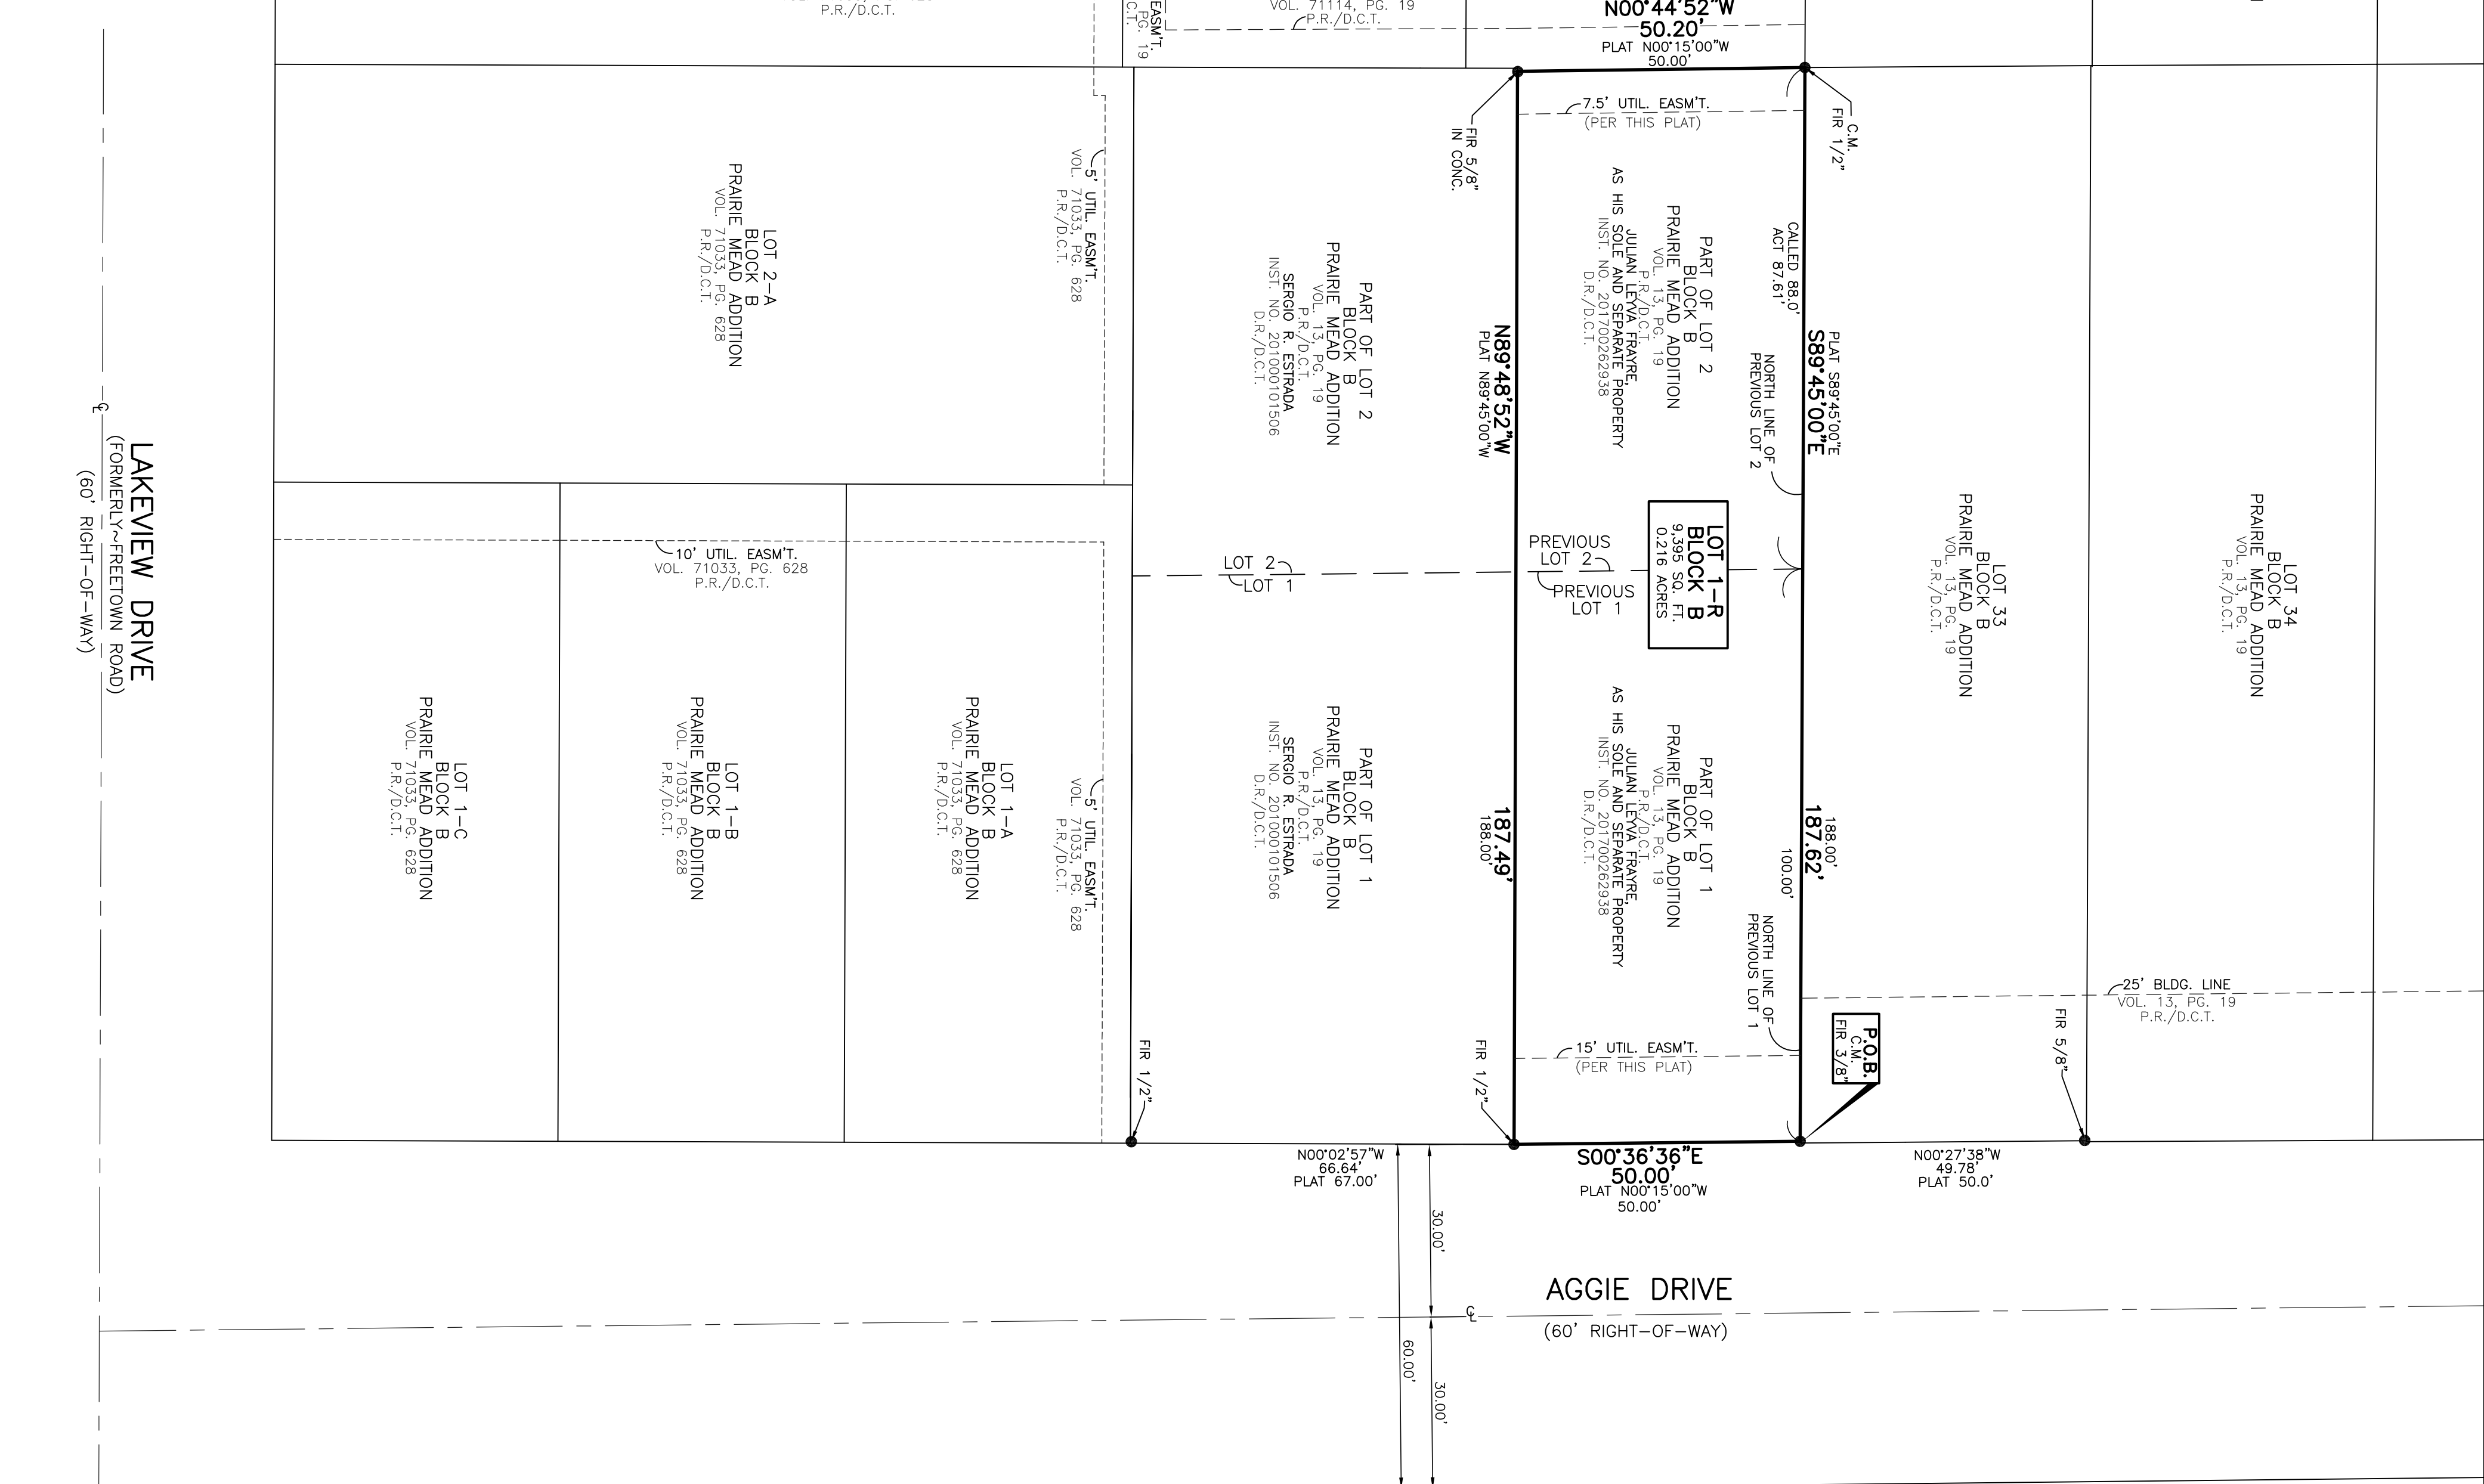 P.R./D.C.T.
EASM'T.
PG. 19
C.T.
VOL. 71114, PG. 19
P.R./D.C.T.
N00°44'52"W
50.20'
PLAT N00°15'00"W
50.00'
7.5' UTIL. EASM'T.
(PER THIS PLAT)
FIR 5/8"
IN CONC.
C.M.
FIR 1/2"
5' UTIL. EASM'T.
VOL. 71033, PG. 628
P.R./D.C.T.
LOT 2-A
BLOCK B
PRAIRIE MEAD ADDITION
VOL. 71033, PG. 628
P.R./D.C.T.
PART OF LOT 2
BLOCK B
PRAIRIE MEAD ADDITION
VOL. 13, PG. 19
P.R./D.C.T.
SERGIO R. ESTRADA
INST. NO. 201000101506
D.R./D.C.T.
PART OF LOT 2
BLOCK B
PRAIRIE MEAD ADDITION
VOL. 13, PG. 19
P.R./D.C.T.
JULIAN LEYVA FRAYRE,
AS HIS SOLE AND SEPARATE PROPERTY
INST. NO. 201700262938
D.R./D.C.T.
CALLED 88.0'
ACT 87.61'
PLAT S89°45'00"E
S89°45'00"E
NORTH LINE OF
PREVIOUS LOT 2
N89°48'52"W
PLAT N89°45'00"W
LOT 1-R
BLOCK B
9,395 SQ. FT.
0.216 ACRES
PREVIOUS
LOT 2
PREVIOUS
LOT 1
LOT 2
LOT 1
LOT 33
BLOCK B
PRAIRIE MEAD ADDITION
VOL. 13, PG. 19
P.R./D.C.T.
LOT 34
BLOCK B
PRAIRIE MEAD ADDITION
VOL. 13, PG. 19
P.R./D.C.T.
LAKEVIEW DRIVE
(FORMERLY~FREETOWN ROAD)
(60' RIGHT-OF-WAY)
10' UTIL. EASM'T.
VOL. 71033, PG. 628
P.R./D.C.T.
LOT 1-C
BLOCK B
PRAIRIE MEAD ADDITION
VOL. 71033, PG. 628
P.R./D.C.T.
LOT 1-B
BLOCK B
PRAIRIE MEAD ADDITION
VOL. 71033, PG. 628
P.R./D.C.T.
LOT 1-A
BLOCK B
PRAIRIE MEAD ADDITION
VOL. 71033, PG. 628
P.R./D.C.T.
5' UTIL. EASM'T.
VOL. 71033, PG. 628
P.R./D.C.T.
PART OF LOT 1
BLOCK B
PRAIRIE MEAD ADDITION
VOL. 13, PG. 19
P.R./D.C.T.
SERGIO R. ESTRADA
INST. NO. 201000101506
D.R./D.C.T.
187.49'
188.00'
PART OF LOT 1
BLOCK B
PRAIRIE MEAD ADDITION
VOL. 13, PG. 19
P.R./D.C.T.
JULIAN LEYVA FRAYRE,
AS HIS SOLE AND SEPARATE PROPERTY
INST. NO. 201700262938
D.R./D.C.T.
188.00'
187.62'
100.00'
NORTH LINE OF
PREVIOUS LOT 1
25' BLDG. LINE
VOL. 13, PG. 19
P.R./D.C.T.
P.O.B.
C.M.
FIR 3/8"
FIR 5/8"
15' UTIL. EASM'T.
(PER THIS PLAT)
FIR 1/2"
FIR 1/2"
N00°02'57"W
66.64'
PLAT 67.00'
S00°36'36"E
50.00'
PLAT N00°15'00"W
50.00'
N00°27'38"W
49.78'
PLAT 50.0'
30.00'
AGGIE DRIVE
(60' RIGHT-OF-WAY)
60.00'
30.00'